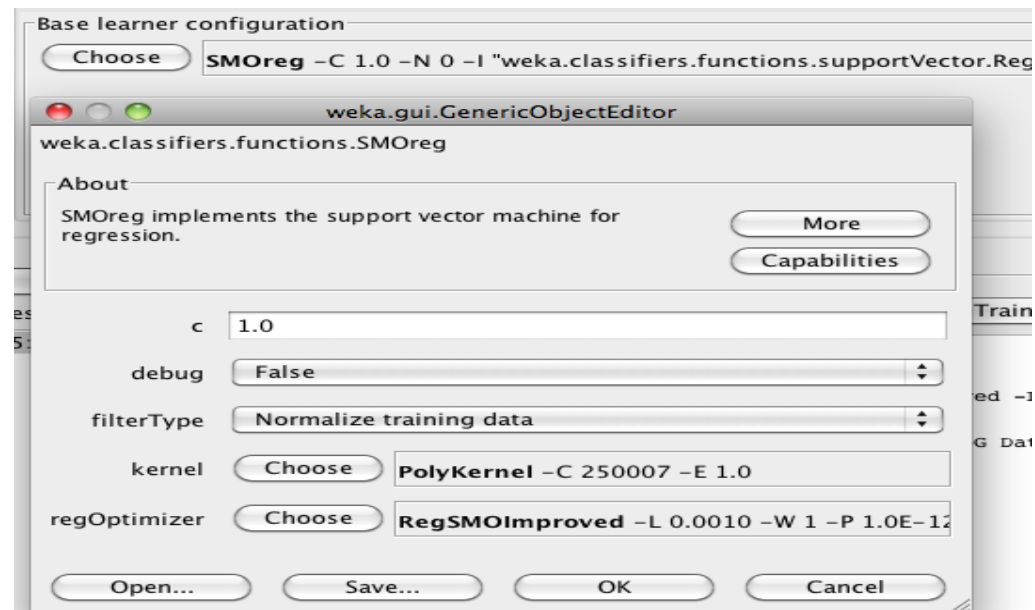 Base learner configuration
Choose SMOreg -C 1.0 -N 0 -I "weka.classifiers.functions.supportVector.Reg
weka.gui.GenericObjectEditor
weka.classifiers.functions.SMOreg
About
SMOreg implements the support vector machine for
regression.
More
Capabilities
c 1.0
debug False
filterType Normalize training data
kernel Choose PolyKernel -C 250007 -E 1.0
regOptimizer Choose RegSMOImproved -L 0.0010 -W 1 -P 1.0E-12
Open... Save... OK Cancel
es
5:
Train
ed -I
G Dat